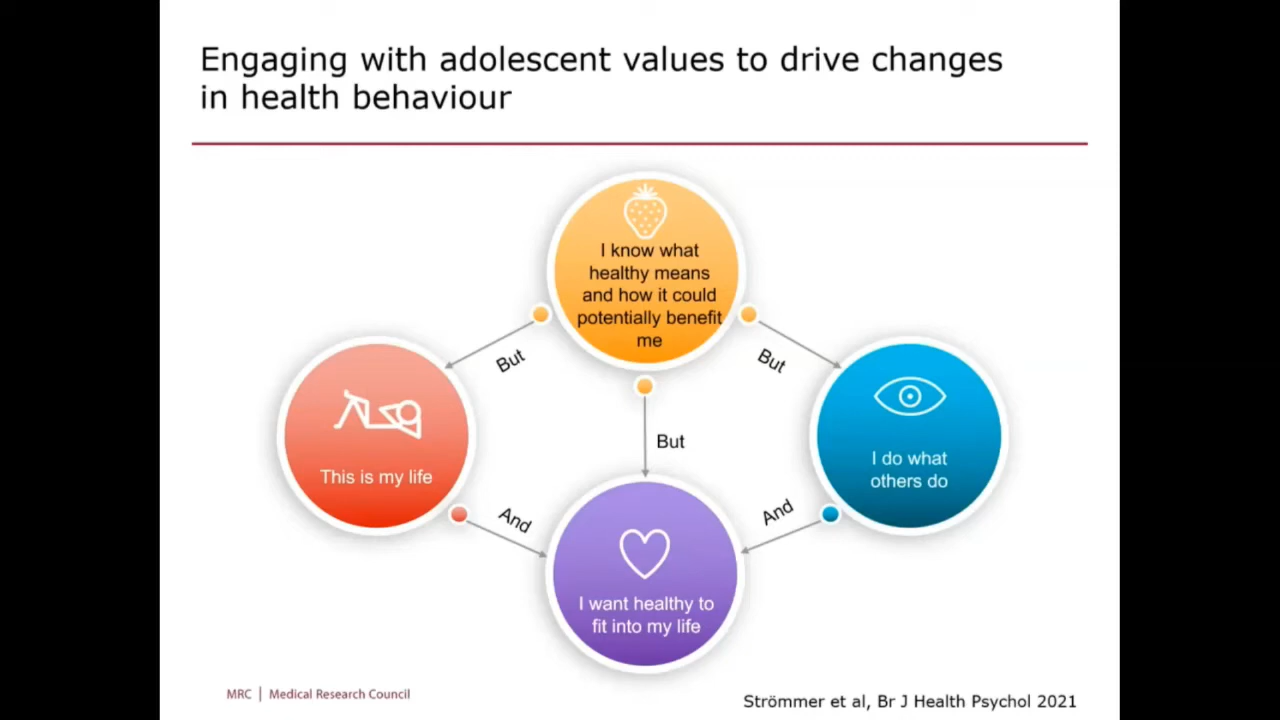 Engaging with adolescent values to drive changes
in health behaviour
I know what
healthy means
and how it could
potentially benefit
me
But
But
But
This is my life
I do what
others do
And
And
I want healthy to
fit into my life
MRC | Medical Research Council
Strömmer et al, Br J Health Psychol 2021